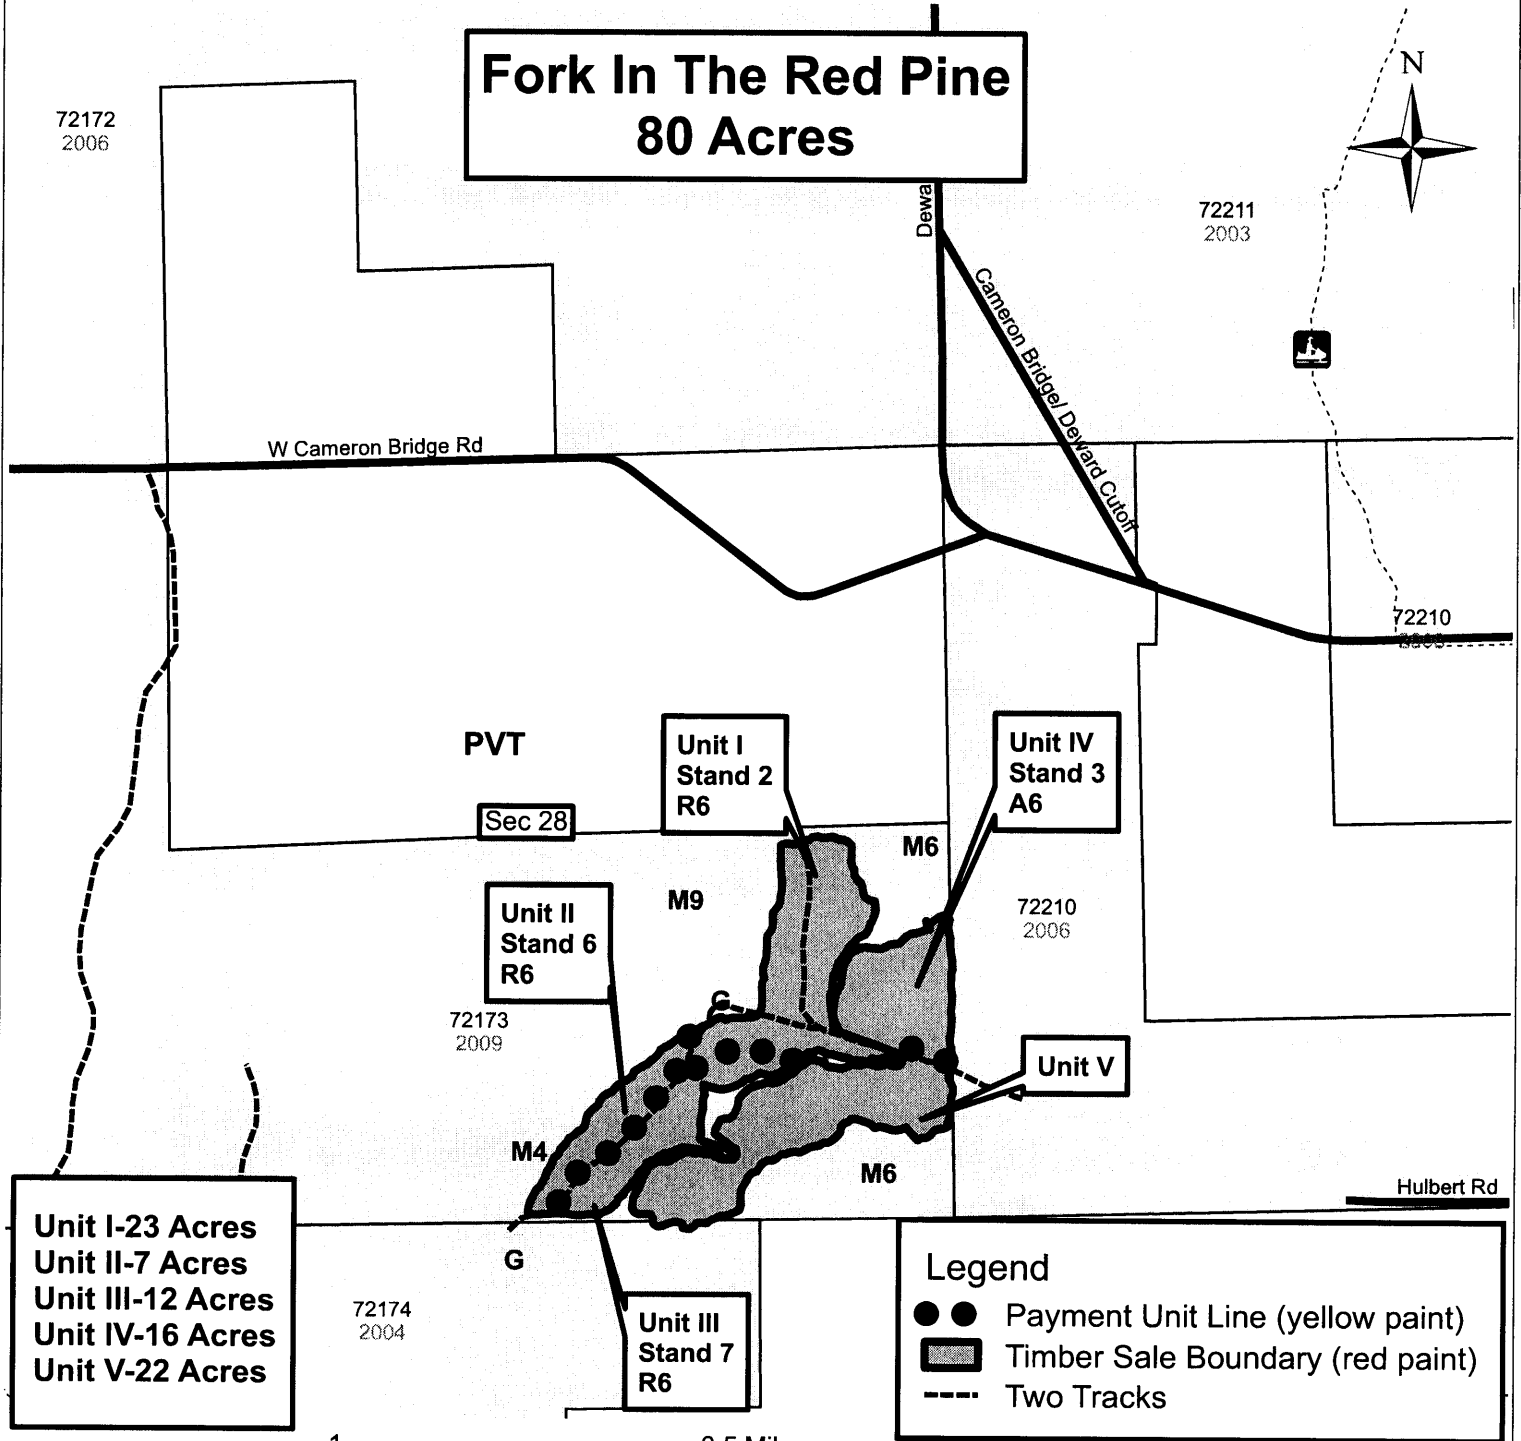 Fork In The Red Pine
80 Acres
N
72172
2006
72211
2003
Dewa
Cameron Bridge/ Deward Cutoff
W Cameron Bridge Rd
72210
PVT
Unit I
Stand 2
R6
Unit IV
Stand 3
A6
Sec 28
M6
M9
72210
2006
Unit II
Stand 6
R6
G
72173
2009
Unit V
M4
M6
Hulbert Rd
Unit I-23 Acres
Unit II-7 Acres
Unit III-12 Acres
Unit IV-16 Acres
Unit V-22 Acres
G
72174
2004
Unit III
Stand 7
R6
Legend
Payment Unit Line (yellow paint)
Timber Sale Boundary (red paint)
Two Tracks
1
0.5 Mil